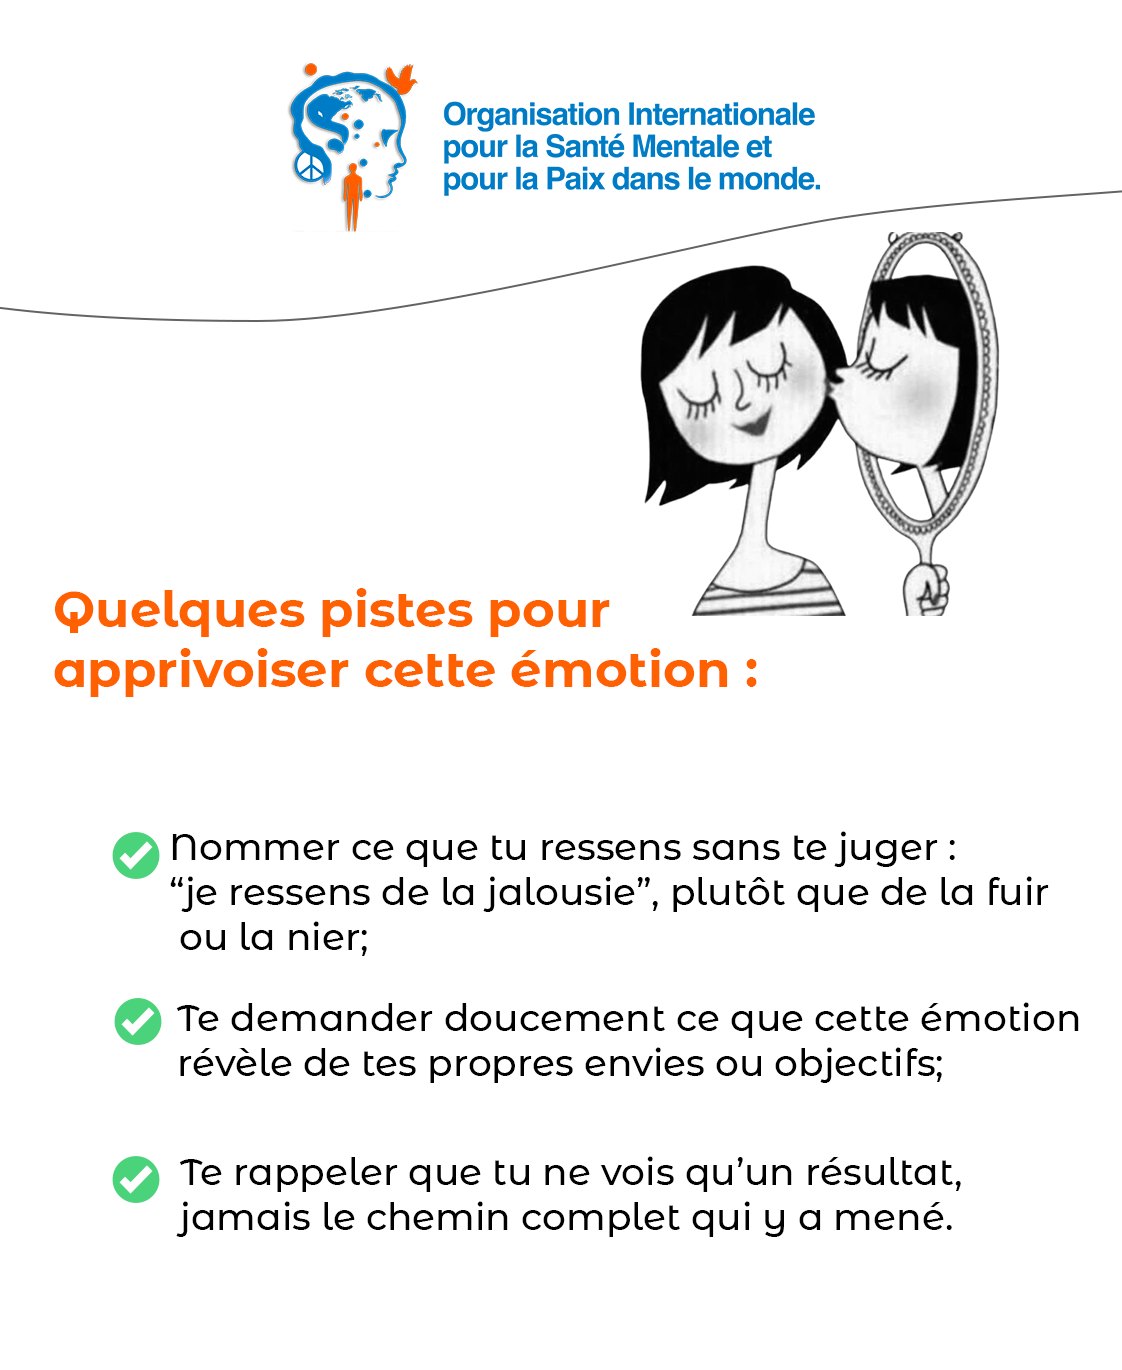 Organisation Internationale
pour la Santé Mentale et
pour la Paix dans le monde.
Quelques pistes pour
apprivoiser cette émotion :
Nommer ce que tu ressens sans te juger :
“je ressens de la jalousie”, plutôt que de la fuir
ou la nier;
Te demander doucement ce que cette émotion
révèle de tes propres envies ou objectifs;
Te rappeler que tu ne vois qu’un résultat,
jamais le chemin complet qui y a mené.